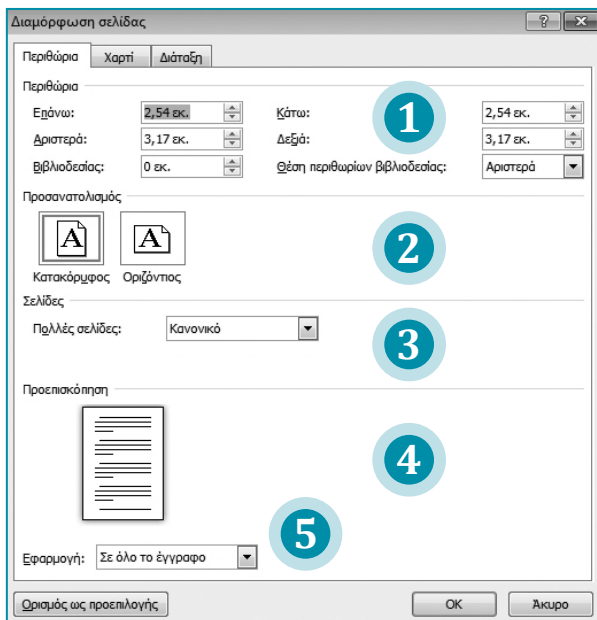 Διαμόρφωση σελίδας
Περιθώρια Χαρτί Διάταξη
Περιθώρια
Επάνω: 2,54 εκ. Κάτω: 2,54 εκ.
1
Αριστερά: 3,17 εκ. Δεξιά: 3,17 εκ.
Βιβλιοδεσίας: 0 εκ. Θέση περιθωρίων βιβλιοδεσίας: Αριστερά
Προσανατολισμός
A A
2
Κατακόρυφος Οριζόντιος
Σελίδες
Πολλές σελίδες: Κανονικό
3
Προεπισκόπηση
4
5
Εφαρμογή: Σε όλο το έγγραφο
Ορισμός ως προεπιλογής OK Άκυρο